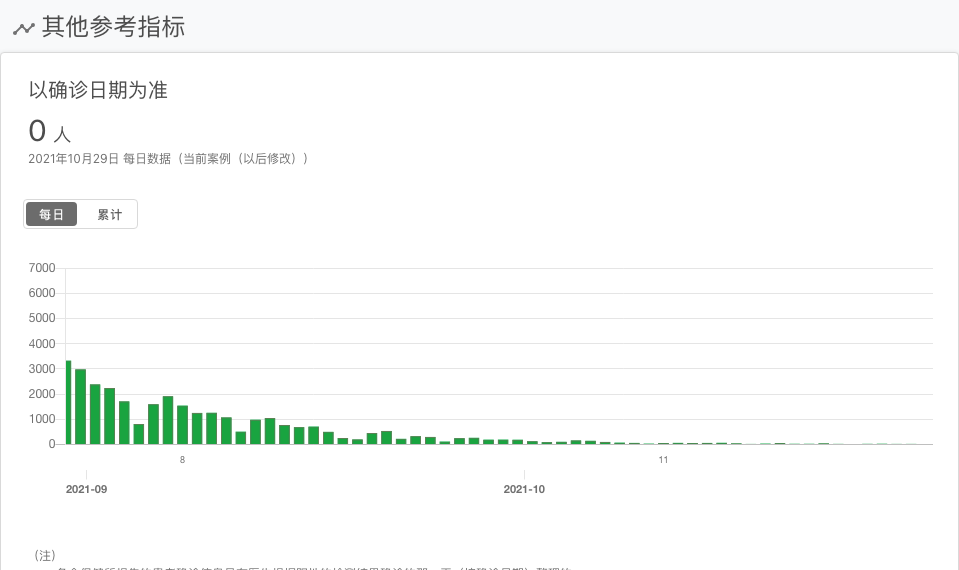 其他参考指标
以确诊日期为准
0 人
2021年10月29日 每日数据（当前案例（以后修改））
每日 累计
7000
6000
5000
4000
3000
2000
1000
0
8 11
2021-09 2021-10
（注）